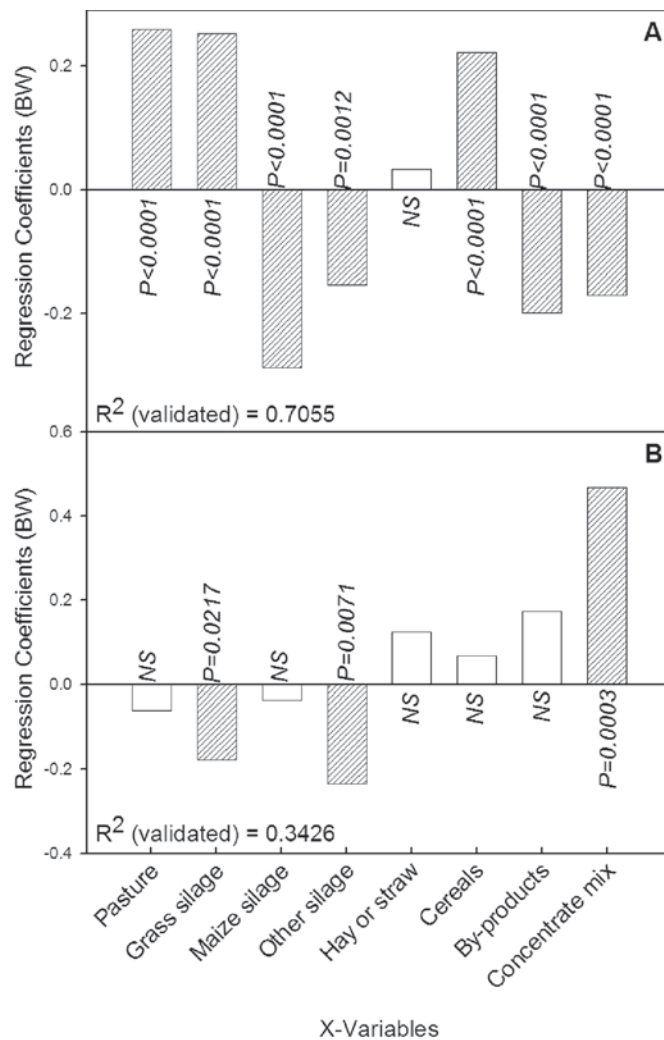 A
Regression Coefficients (BW)
0.2
0.0
-0.2
P<0.0001
P<0.0001
P<0.0001
P=0.0012
NS
P<0.0001
P<0.0001
P<0.0001
R² (validated) = 0.7055
B
Regression Coefficients (BW)
0.6
0.4
0.2
0.0
-0.2
-0.4
NS
P=0.0217
NS
P=0.0071
NS
NS
NS
P=0.0003
R² (validated) = 0.3426
Pasture
Grass silage
Maize silage
Other silage
Hay or straw
Cereals
By-products
Concentrate mix
X-Variables